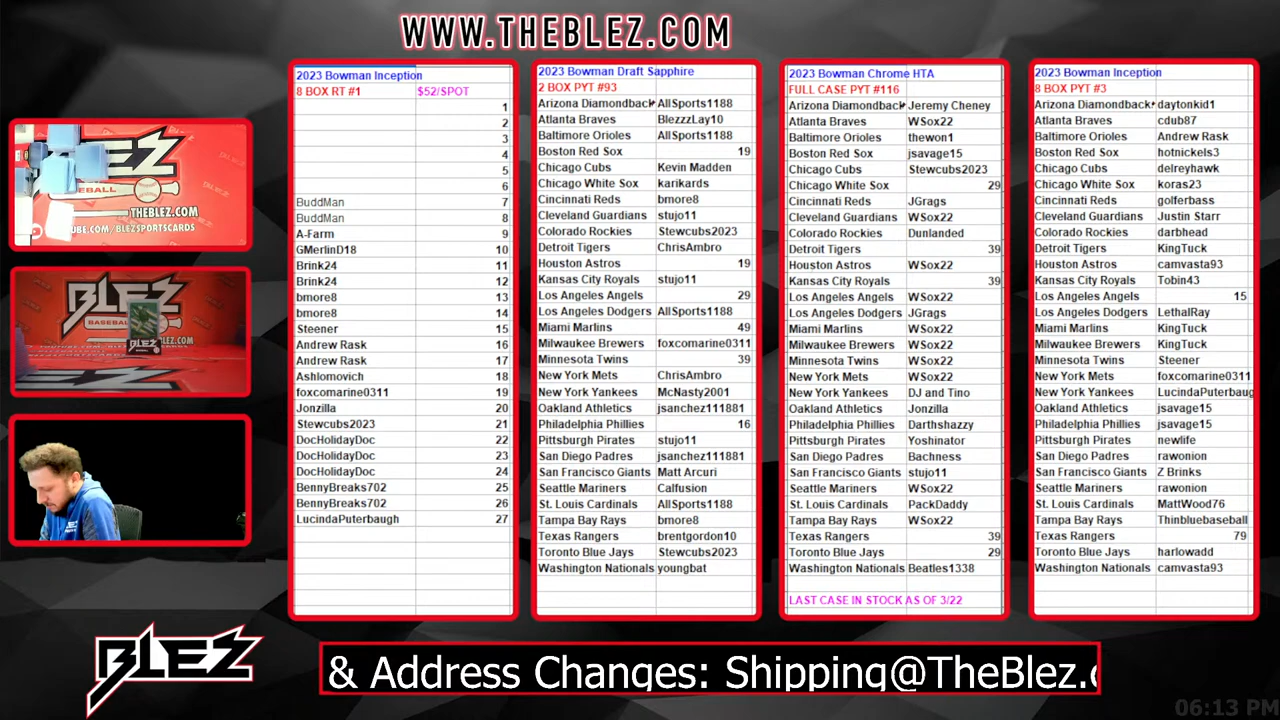 WWW.THEBLEZ.COM
2023 Bowman Inception
8 BOX RT #1 $52/SPOT
1
2
3
4
5
6
BuddMan 7
BuddMan 8
A-Farm 9
GMerlinD18 10
Brink24 11
Brink24 12
bmore8 13
bmore8 14
Steener 15
Andrew Rask 16
Andrew Rask 17
Ashlomovich 18
foxcomarine0311 19
Jonzilla 20
Stewcubs2023 21
DocHolidayDoc 22
DocHolidayDoc 23
DocHolidayDoc 24
BennyBreaks702 25
BennyBreaks702 26
LucindaPuterbaugh 27
2023 Bowman Draft Sapphire
2 BOX PYT #93
Arizona Diamondback AllSports1188
Atlanta Braves BlezzzLay10
Baltimore Orioles AllSports1188
Boston Red Sox 19
Chicago Cubs Kevin Madden
Chicago White Sox karikards
Cincinnati Reds bmore8
Cleveland Guardians stujo11
Colorado Rockies Stewcubs2023
Detroit Tigers ChrisAmbro
Houston Astros 19
Kansas City Royals stujo11
Los Angeles Angels 29
Los Angeles Dodgers AllSports1188
Miami Marlins 49
Milwaukee Brewers foxcomarine0311
Minnesota Twins 39
New York Mets ChrisAmbro
New York Yankees McNasty2001
Oakland Athletics jsanchez111881
Philadelphia Phillies 16
Pittsburgh Pirates stujo11
San Diego Padres jsanchez111881
San Francisco Giants Matt Arcuri
Seattle Mariners Calfusion
St. Louis Cardinals AllSports1188
Tampa Bay Rays bmore8
Texas Rangers brentgordon10
Toronto Blue Jays Stewcubs2023
Washington Nationals youngbat
2023 Bowman Chrome HTA
FULL CASE PYT #116
Arizona Diamondback Jeremy Cheney
Atlanta Braves WSox22
Baltimore Orioles thewon1
Boston Red Sox jsavage15
Chicago Cubs Stewcubs2023
Chicago White Sox 29
Cincinnati Reds JGrags
Cleveland Guardians WSox22
Colorado Rockies Dunlanded
Detroit Tigers 39
Houston Astros WSox22
Kansas City Royals 39
Los Angeles Angels WSox22
Los Angeles Dodgers JGrags
Miami Marlins WSox22
Milwaukee Brewers WSox22
Minnesota Twins WSox22
New York Mets WSox22
New York Yankees DJ and Tino
Oakland Athletics Jonzilla
Philadelphia Phillies Darthshazzy
Pittsburgh Pirates Yoshinator
San Diego Padres Bachness
San Francisco Giants stujo11
Seattle Mariners WSox22
St. Louis Cardinals PackDaddy
Tampa Bay Rays WSox22
Texas Rangers 39
Toronto Blue Jays 29
Washington Nationals Beatles1338
LAST CASE IN STOCK AS OF 3/22
2023 Bowman Inception
8 BOX PYT #3
Arizona Diamondback daytonkid1
Atlanta Braves cdub87
Baltimore Orioles Andrew Rask
Boston Red Sox hotnickels3
Chicago Cubs delreyhawk
Chicago White Sox koras23
Cincinnati Reds golferbass
Cleveland Guardians Justin Starr
Colorado Rockies darbhead
Detroit Tigers KingTuck
Houston Astros camvasta93
Kansas City Royals Tobin43
Los Angeles Angels 15
Los Angeles Dodgers LethalRay
Miami Marlins KingTuck
Milwaukee Brewers KingTuck
Minnesota Twins Steener
New York Mets foxcomarine0311
New York Yankees LucindaPuterbaug
Oakland Athletics jsavage15
Philadelphia Phillies jsavage15
Pittsburgh Pirates newlife
San Diego Padres rawonion
San Francisco Giants Z Brinks
Seattle Mariners rawonion
St. Louis Cardinals MattWood76
Tampa Bay Rays Thinbluebaseball
Texas Rangers 79
Toronto Blue Jays harlowadd
Washington Nationals camvasta93
EZ
EBALL
THEBLEZ.COM
UBE.COM/BLEZSPORTSCARDS
BLEZ
BASEBALL
EZ.COM
BLEZ
& Address Changes: Shipping@TheBlez.c
06:13 PM